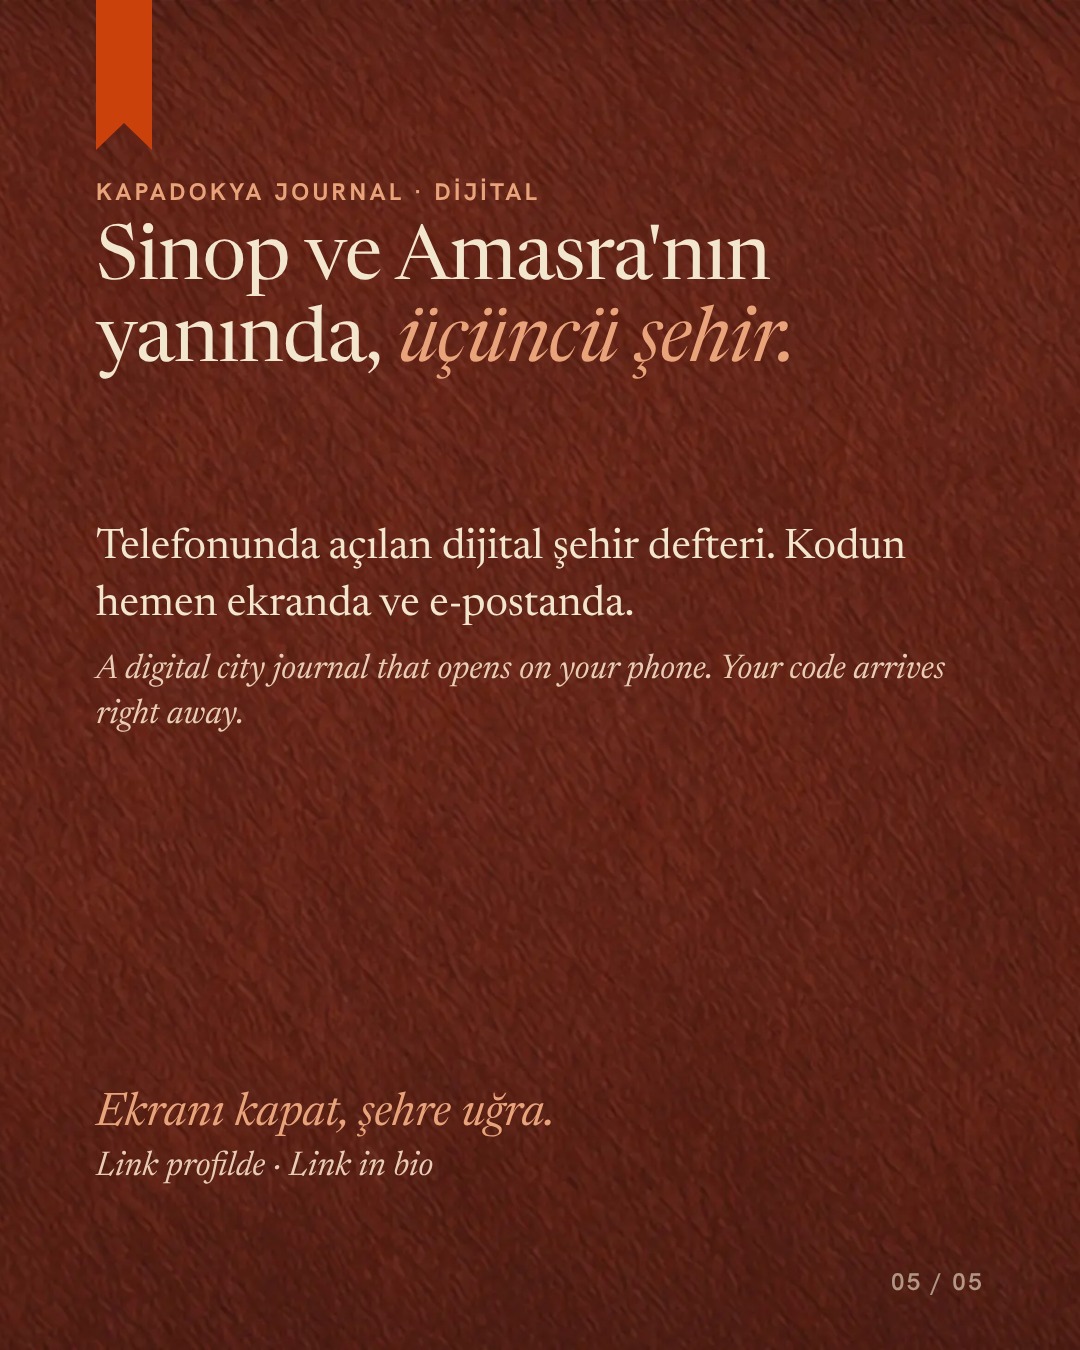 KAPADOKYA JOURNAL · DİJİTAL
Sinop ve Amasra'nın
yanında, üçüncü şehir.
Telefonunda açılan dijital şehir defteri. Kodun
hemen ekranda ve e-postanda.
A digital city journal that opens on your phone. Your code arrives
right away.
Ekranı kapat, şehre uğra.
Link profilde · Link in bio
05 / 05